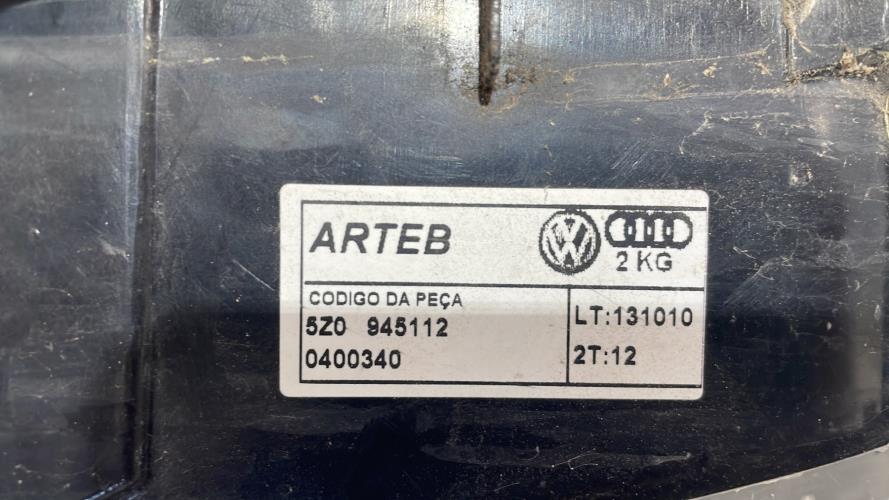 ARTEB
2 KG
CODIGO DA PEÇA
5Z0 945112
0400340
LT:131010
2T:12